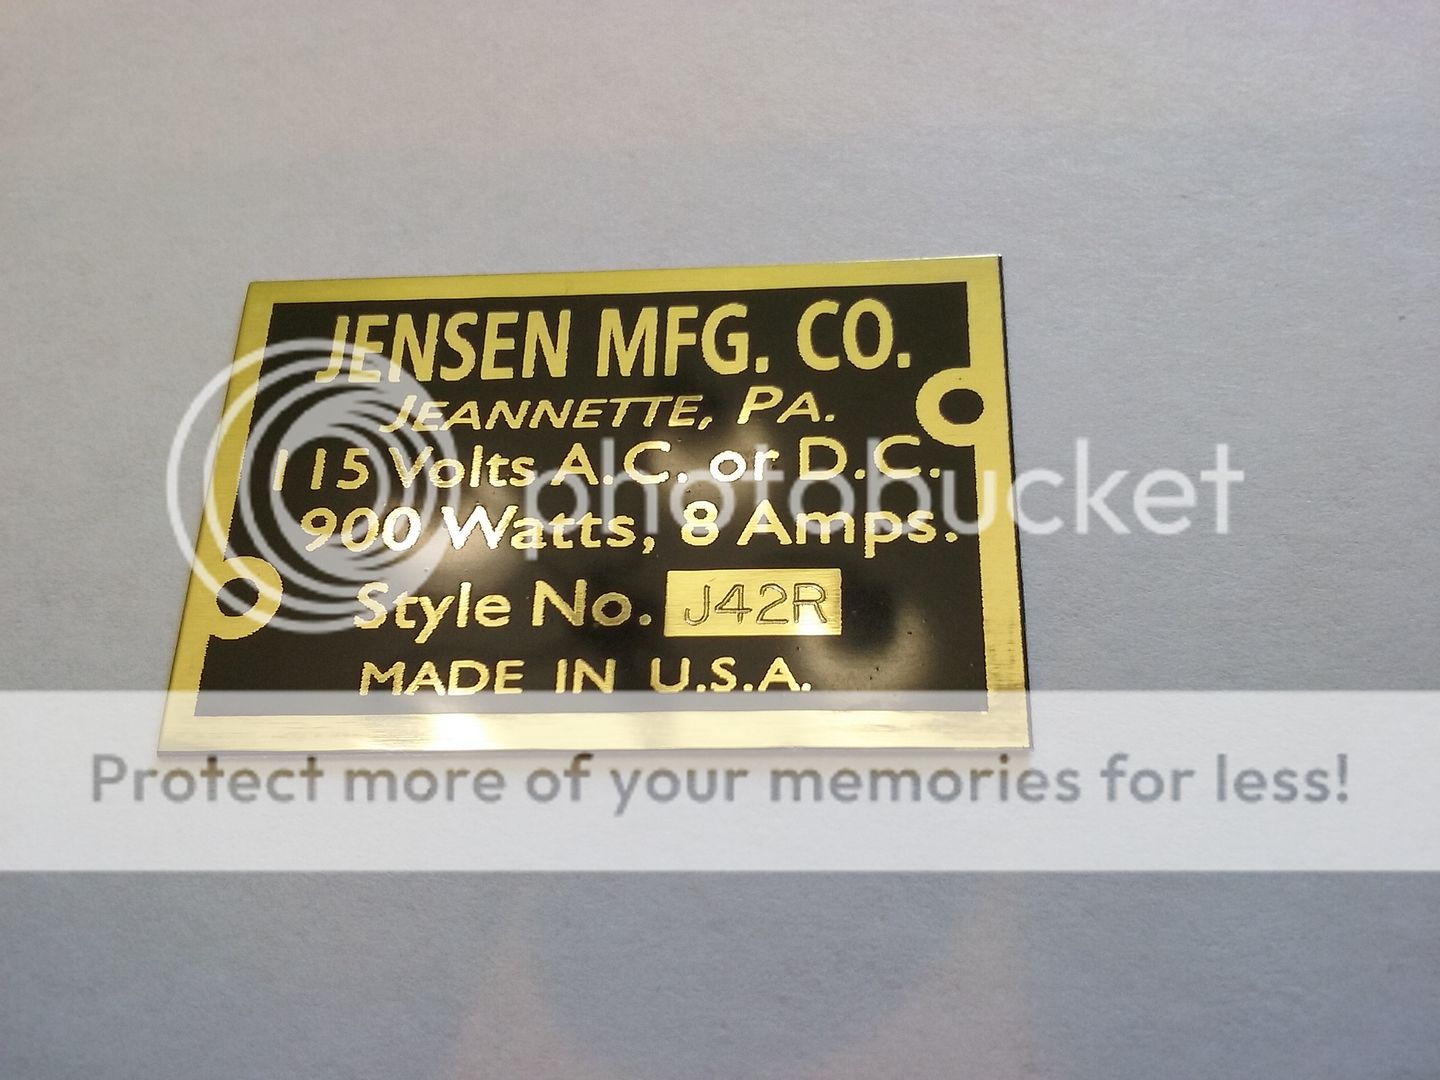 JENSEN MFG. CO.
JEANNETTE, PA.
115 Volts A.C. or D.C.
900 Watts, 8 Amps.
Style No. J42R
MADE IN U.S.A.
photobucket
Protect more of your memories for less!